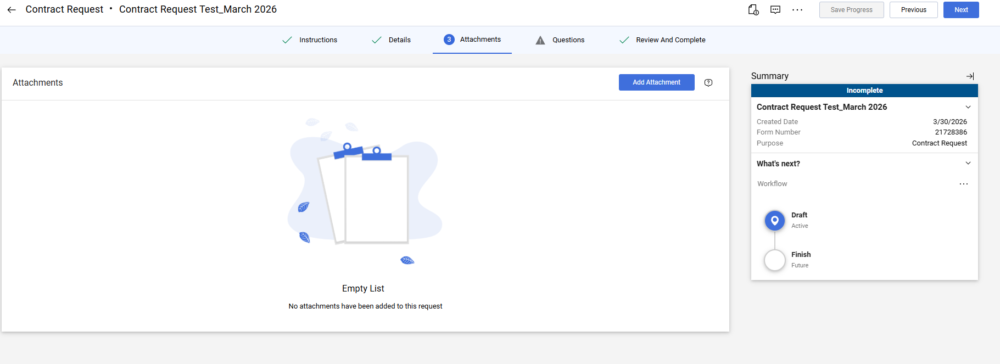 Contract Request • Contract Request Test_March 2026
Save Progress
Previous
Next
Instructions
Details
3 Attachments
Questions
Review And Complete
Attachments
Add Attachment
Empty List
No attachments have been added to this request
Summary
Incomplete
Contract Request Test_March 2026
Created Date 3/30/2026
Form Number 21728386
Purpose Contract Request
What's next?
Workflow
Draft
Active
Finish
Future